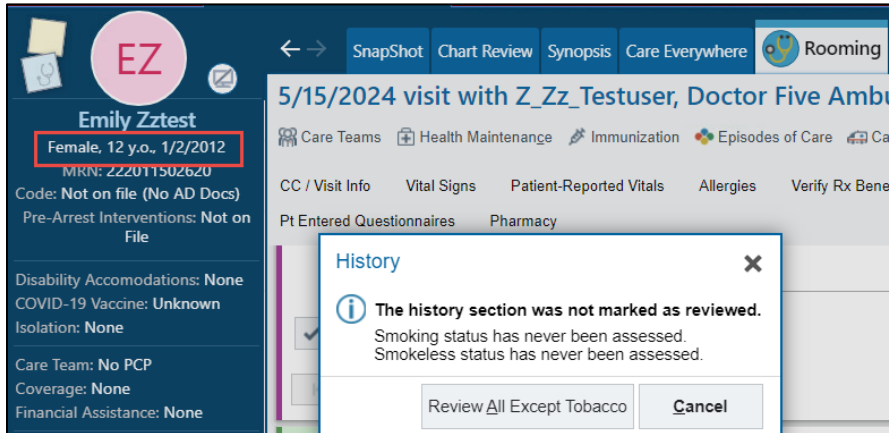 EZ
Emily Zztest
Female, 12 y.o., 1/2/2012
MRN: 222011502620
Code: Not on file (No AD Docs)
Pre-Arrest Interventions: Not on
File
Disability Accomodations: None
COVID-19 Vaccine: Unknown
Isolation: None
Care Team: No PCP
Coverage: None
Financial Assistance: None
SnapShot Chart Review Synopsis Care Everywhere Rooming
5/15/2024 visit with Z_Zz_Testuser, Doctor Five Ambu
Care Teams Health Maintenance Immunization Episodes of Care Ca
CC / Visit Info Vital Signs Patient-Reported Vitals Allergies Verify Rx Bene
Pt Entered Questionnaires Pharmacy
History
The history section was not marked as reviewed.
Smoking status has never been assessed.
Smokeless status has never been assessed.
Review All Except Tobacco Cancel